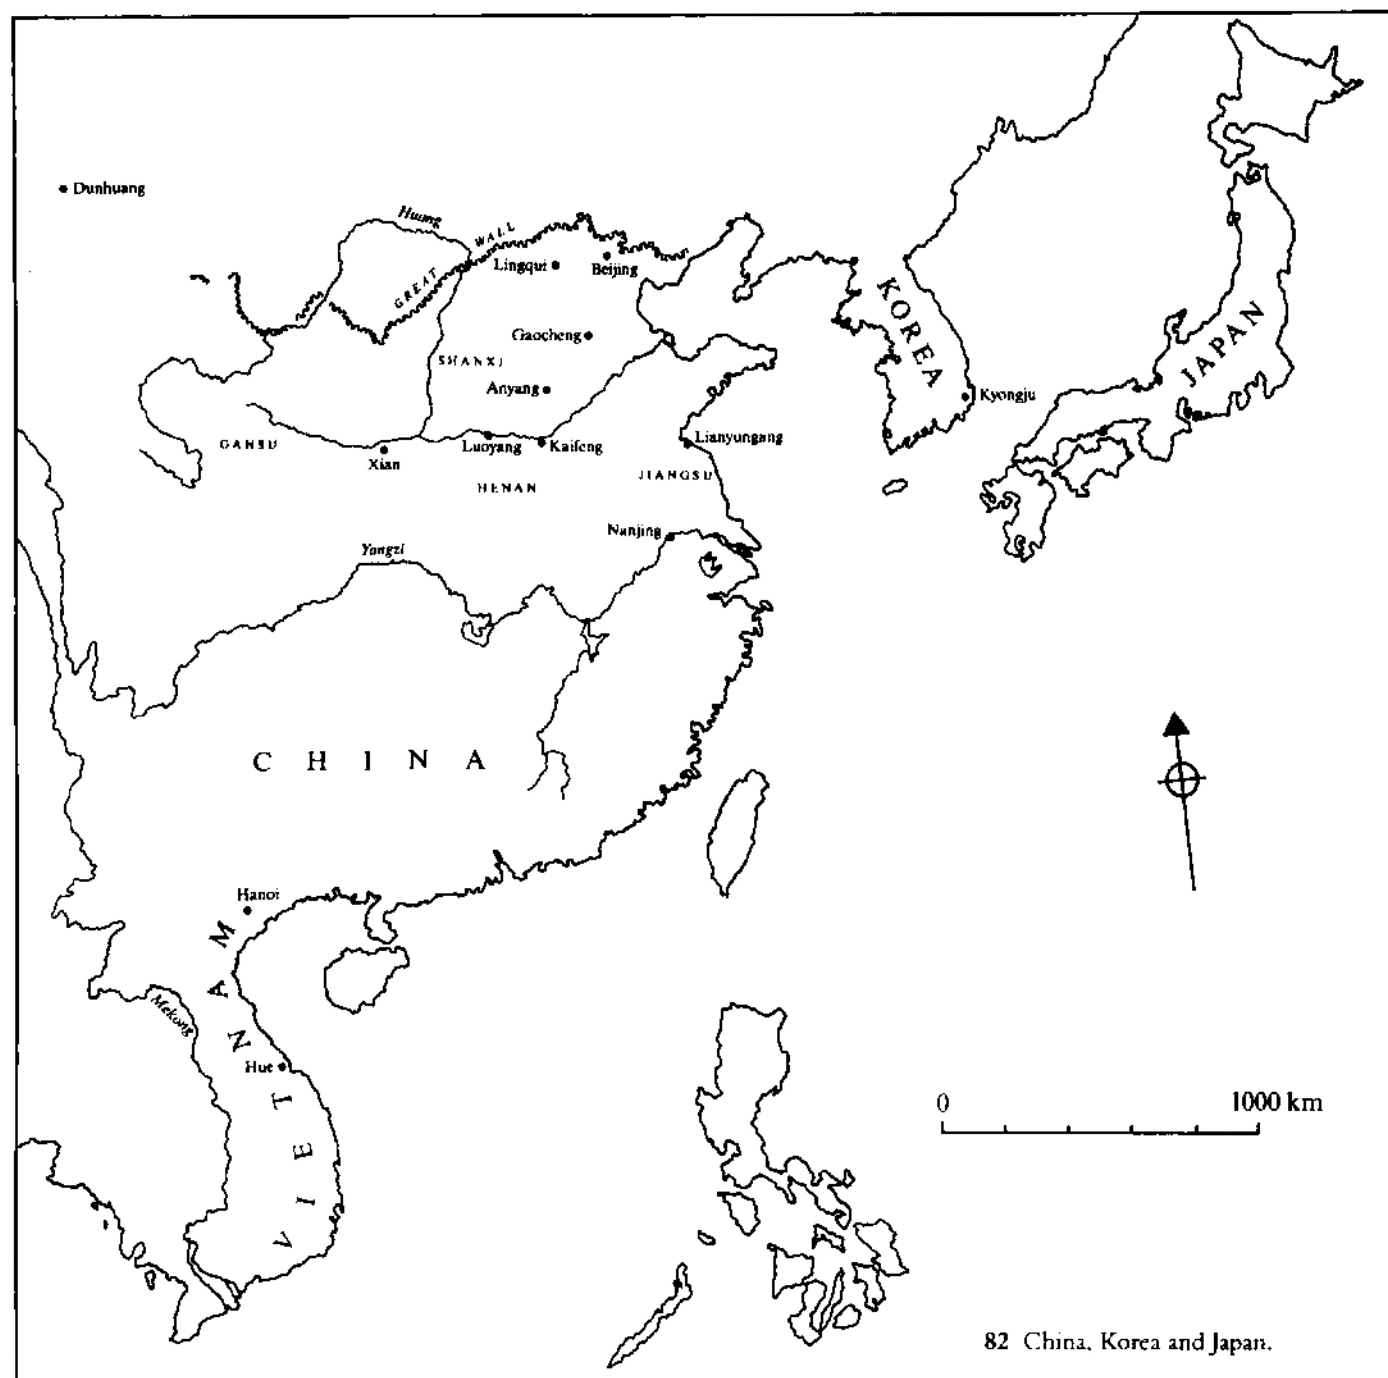 Dunhuang
Huang
GREAT WALL
Lingqui
Beijing
Gaocheng
SHANXI
Anyang
GANSU
Xian
Luoyang
Kaifeng
HENAN
Lianyungang
JIANGSU
Nanjing
Yangzi
KOREA
Kyongju
JAPAN
CHINA
Hanoi
VIETNAM
Mekong
Hue
0 1000 km
82 China, Korea and Japan.